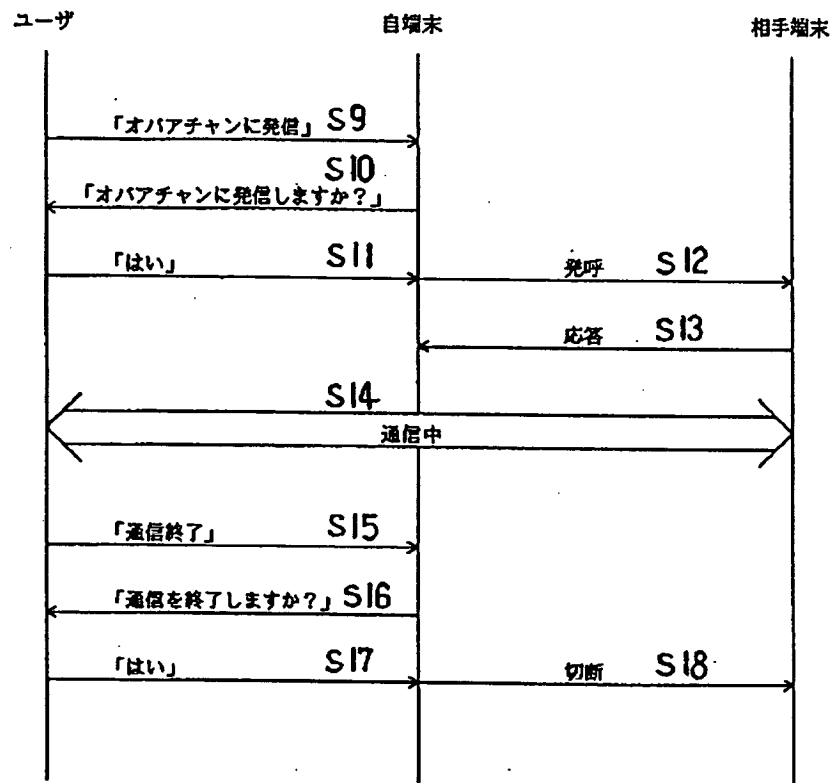 ユーザ
自端末
相手端末
「オバアチャンに発信」 S9
S10
「オバアチャンに発信しますか？」
「はい」 S11
発呼 S12
応答 S13
S14
通信中
「通信終了」 S15
「通信を終了しますか？」 S16
「はい」 S17
切断 S18